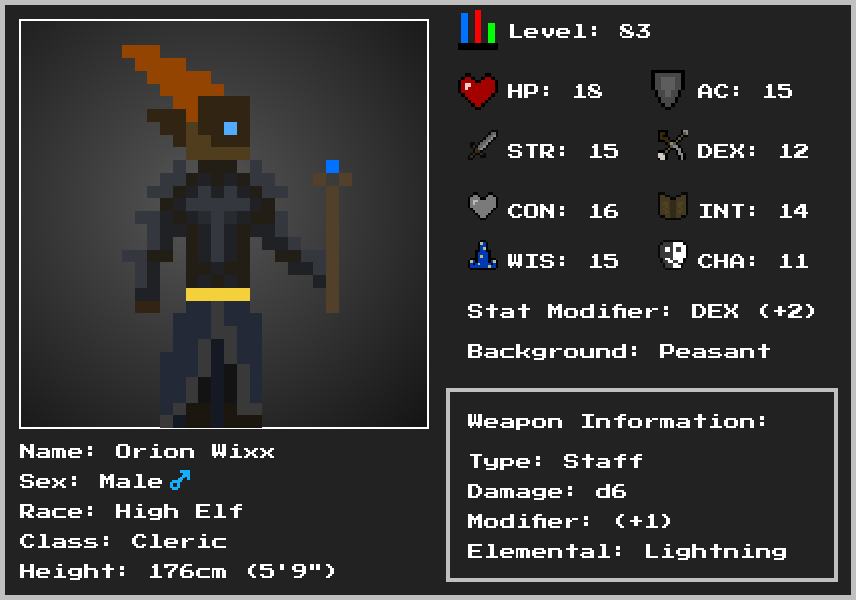 Level: 83
HP: 18 AC: 15
STR: 15 DEX: 12
CON: 16 INT: 14
WIS: 15 CHA: 11
Stat Modifier: DEX (+2)
Background: Peasant
Weapon Information:
Type: Staff
Damage: d6
Modifier: (+1)
Elemental: Lightning
Name: Orion Wixx
Sex: Male♂
Race: High Elf
Class: Cleric
Height: 176cm (5'9")